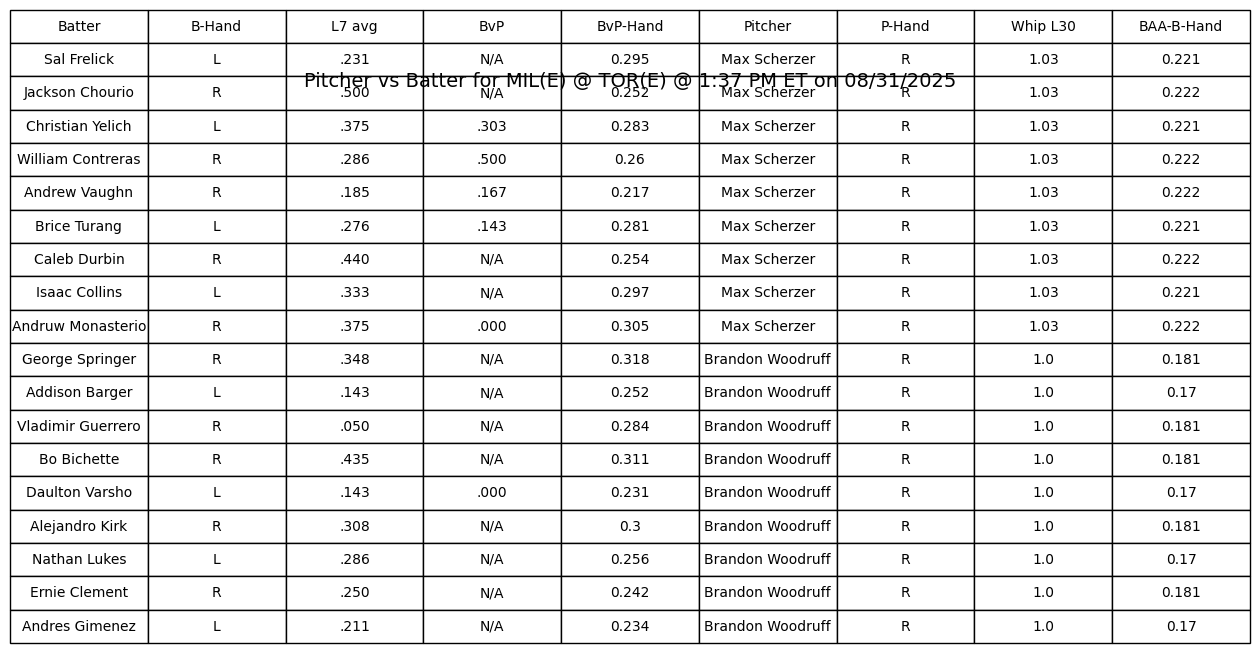 Batter B-Hand L7 avg BvP BvP-Hand Pitcher P-Hand Whip L30 BAA-B-Hand
Sal Frelick L .231 N/A 0.295 Max Scherzer R 1.03 0.221
Pitcher vs Batter for MIL(E) @ TOR(E) @ 1:37 PM ET on 08/31/2025
Jackson Chourio R .500 N/A 0.252 Max Scherzer R 1.03 0.222
Christian Yelich L .375 .303 0.283 Max Scherzer R 1.03 0.221
William Contreras R .286 .500 0.26 Max Scherzer R 1.03 0.222
Andrew Vaughn R .185 .167 0.217 Max Scherzer R 1.03 0.222
Brice Turang L .276 .143 0.281 Max Scherzer R 1.03 0.221
Caleb Durbin R .440 N/A 0.254 Max Scherzer R 1.03 0.222
Isaac Collins L .333 N/A 0.297 Max Scherzer R 1.03 0.221
Andruw Monasterio R .375 .000 0.305 Max Scherzer R 1.03 0.222
George Springer R .348 N/A 0.318 Brandon Woodruff R 1.0 0.181
Addison Barger L .143 N/A 0.252 Brandon Woodruff R 1.0 0.17
Vladimir Guerrero R .050 N/A 0.284 Brandon Woodruff R 1.0 0.181
Bo Bichette R .435 N/A 0.311 Brandon Woodruff R 1.0 0.181
Daulton Varsho L .143 .000 0.231 Brandon Woodruff R 1.0 0.17
Alejandro Kirk R .308 N/A 0.3 Brandon Woodruff R 1.0 0.181
Nathan Lukes L .286 N/A 0.256 Brandon Woodruff R 1.0 0.17
Ernie Clement R .250 N/A 0.242 Brandon Woodruff R 1.0 0.181
Andres Gimenez L .211 N/A 0.234 Brandon Woodruff R 1.0 0.17